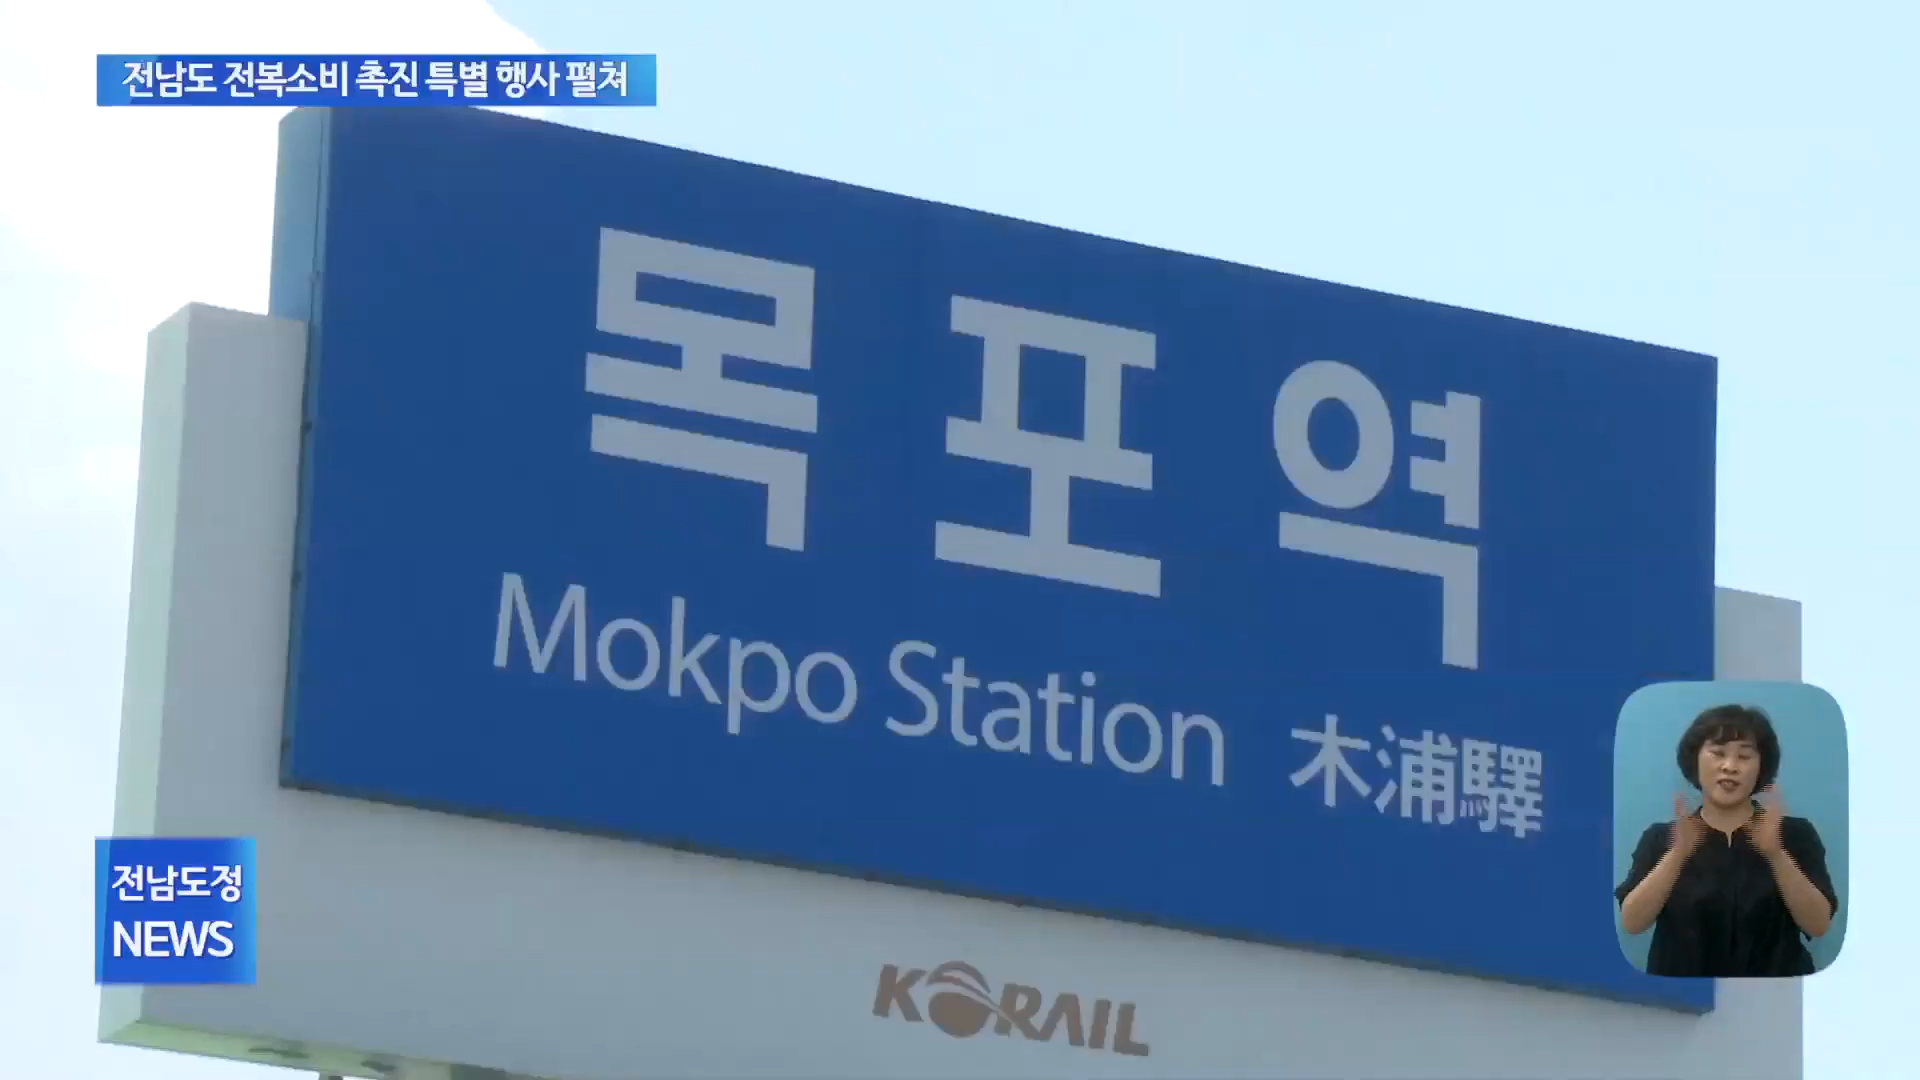 전남도 전복소비 촉진 특별 행사 펼쳐
목포역
Mokpo Station 木浦驛
전남도정
NEWS
KORAIL